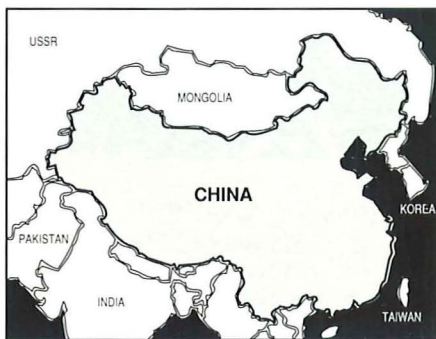 USSR
MONGOLIA
CHINA
KOREA
PAKISTAN
INDIA
TAIWAN